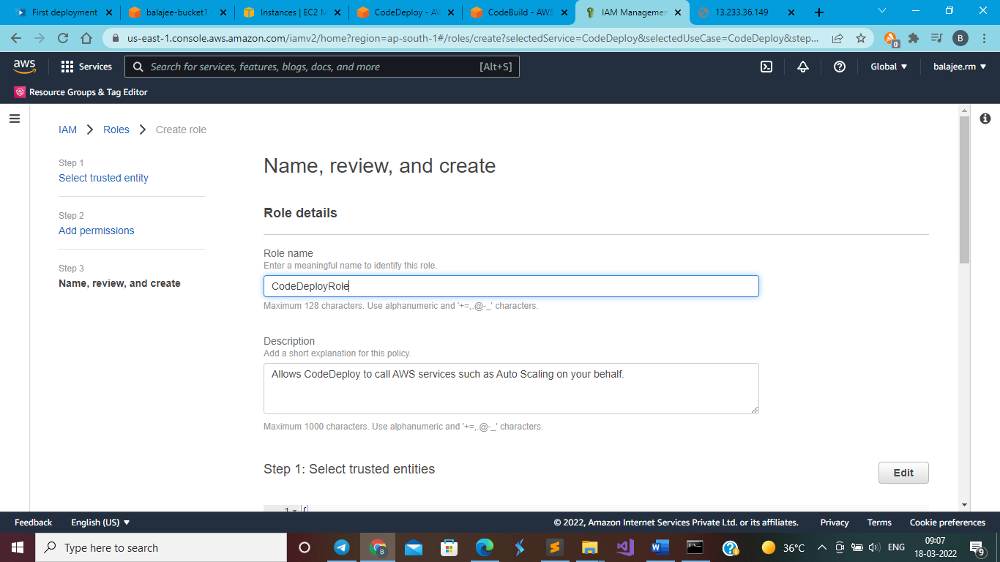 First deployment
balajee-bucket1
Instances | EC2 M
CodeDeploy - AW
CodeBuild - AWS
IAM Managemen
13.233.36.149
us-east-1.console.aws.amazon.com/iamv2/home?region=ap-south-1#/roles/create?selectedService=CodeDeploy&selectedUseCase=CodeDeploy&step...
0
B
aws
Services
Search for services, features, blogs, docs, and more
[Alt+S]
Global
balajee.rm
Resource Groups & Tag Editor
IAM
Roles
Create role
Step 1
Select trusted entity
Step 2
Add permissions
Step 3
Name, review, and create
Name, review, and create
Role details
Role name
Enter a meaningful name to identify this role.
CodeDeployRole
Maximum 128 characters. Use alphanumeric and '+=,.@-_' characters.
Description
Add a short explanation for this policy.
Allows CodeDeploy to call AWS services such as Auto Scaling on your behalf.
Maximum 1000 characters. Use alphanumeric and '+=,.@-_' characters.
Step 1: Select trusted entities
Edit
1
{
Feedback
English (US)
© 2022, Amazon Internet Services Private Ltd. or its affiliates.
Privacy
Terms
Cookie preferences
Type here to search
36°C
ENG
09:07
18-03-2022
9